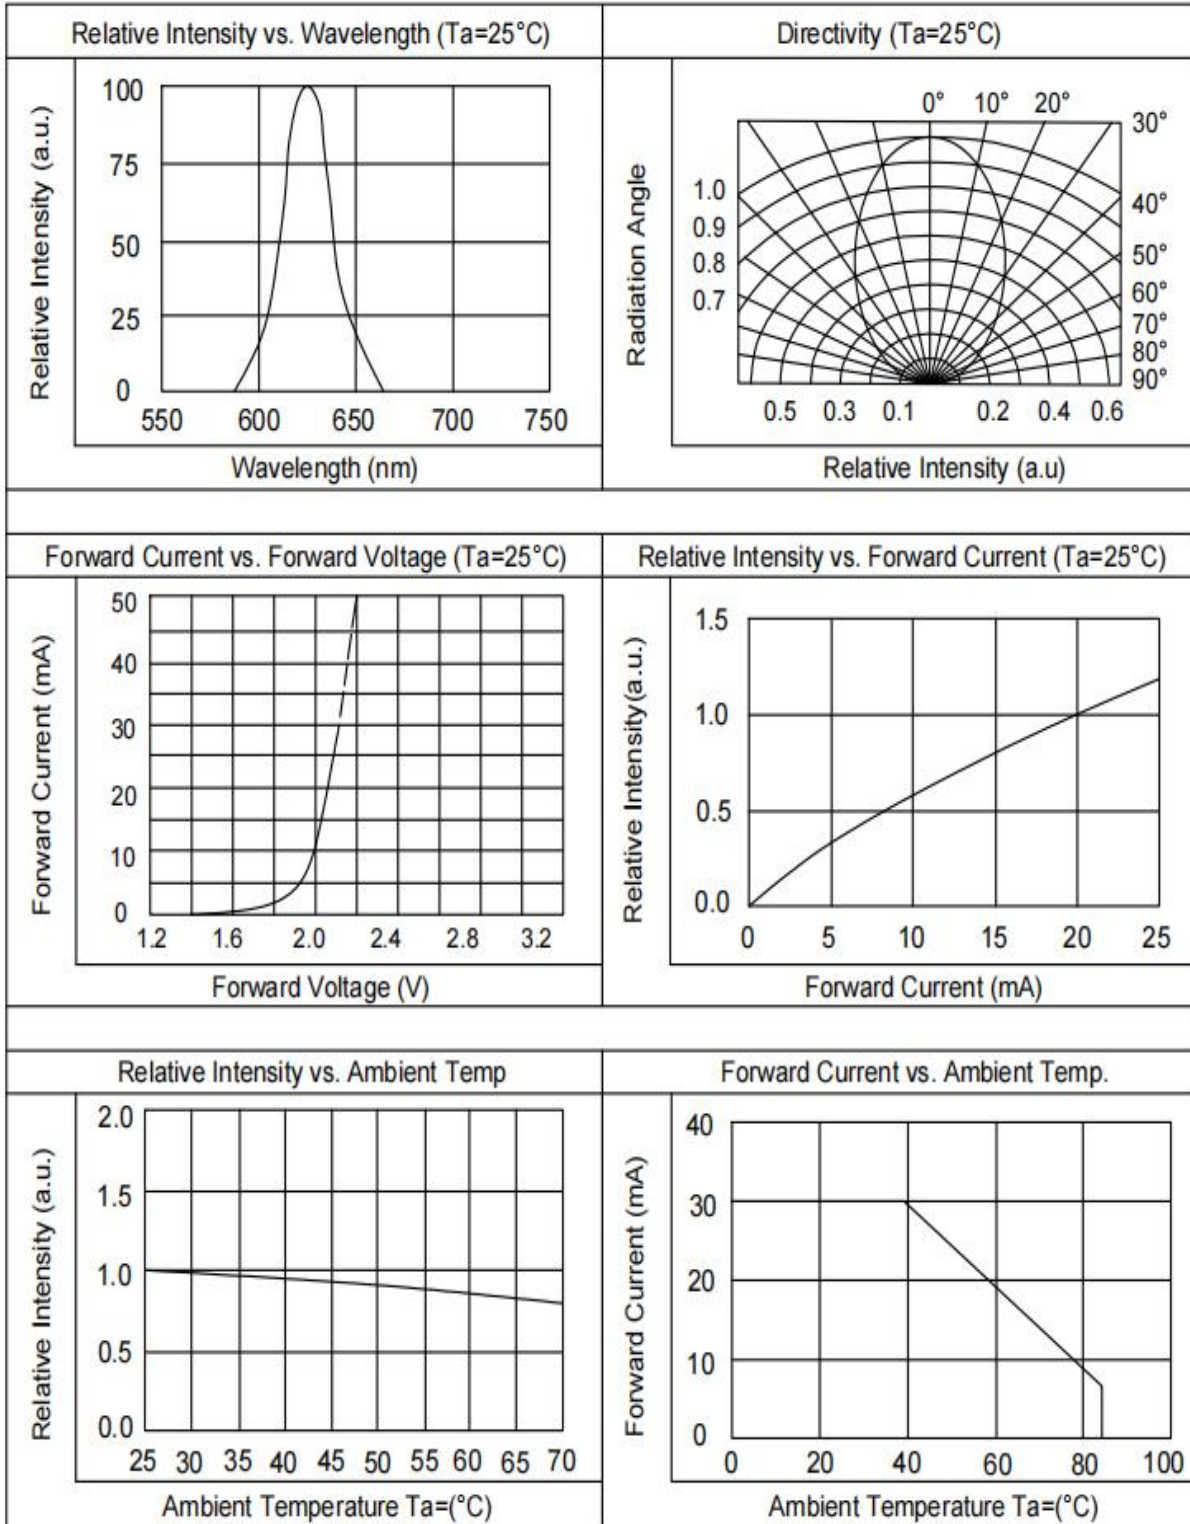 Relative Intensity vs. Wavelength (Ta=25°C)
Directivity (Ta=25°C)
Relative Intensity (a.u.)
100
75
50
25
0
550 600 650 700 750
Wavelength (nm)
Radiation Angle
0° 10° 20°
30°
40°
50°
60°
70°
80°
90°
1.0
0.9
0.8
0.7
0.5 0.3 0.1 0.2 0.4 0.6
Relative Intensity (a.u)
Forward Current vs. Forward Voltage (Ta=25°C)
Relative Intensity vs. Forward Current (Ta=25°C)
Forward Current (mA)
50
40
30
20
10
0
1.2 1.6 2.0 2.4 2.8 3.2
Forward Voltage (V)
Relative Intensity(a.u.)
1.5
1.0
0.5
0.0
0 5 10 15 20 25
Forward Current (mA)
Relative Intensity vs. Ambient Temp
Forward Current vs. Ambient Temp.
Relative Intensity (a.u.)
2.0
1.5
1.0
0.5
0.0
25 30 35 40 45 50 55 60 65 70
Ambient Temperature Ta=(°C)
Forward Current (mA)
40
30
20
10
0
0 20 40 60 80 100
Ambient Temperature Ta=(°C)